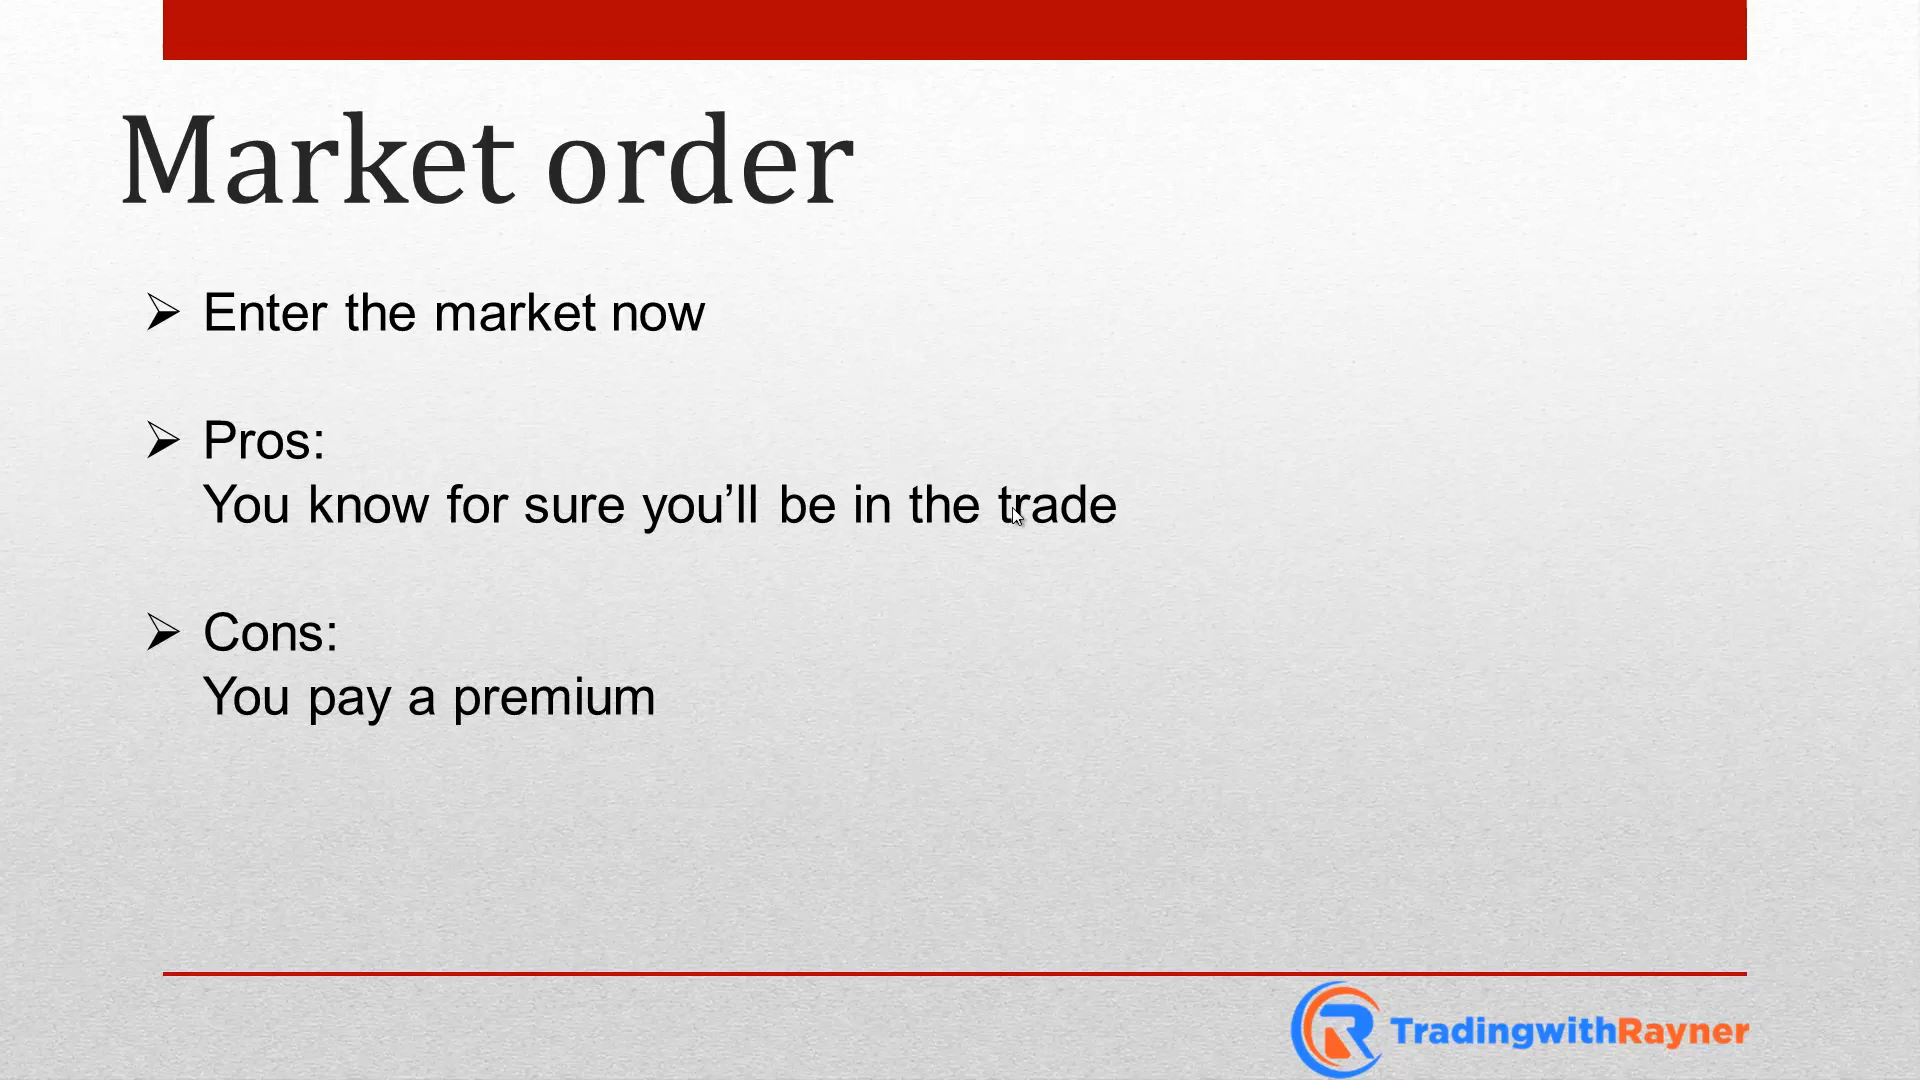 Market order
➢ Enter the market now
➢ Pros:
You know for sure you’ll be in the trade
➢ Cons:
You pay a premium
TradingwithRayner